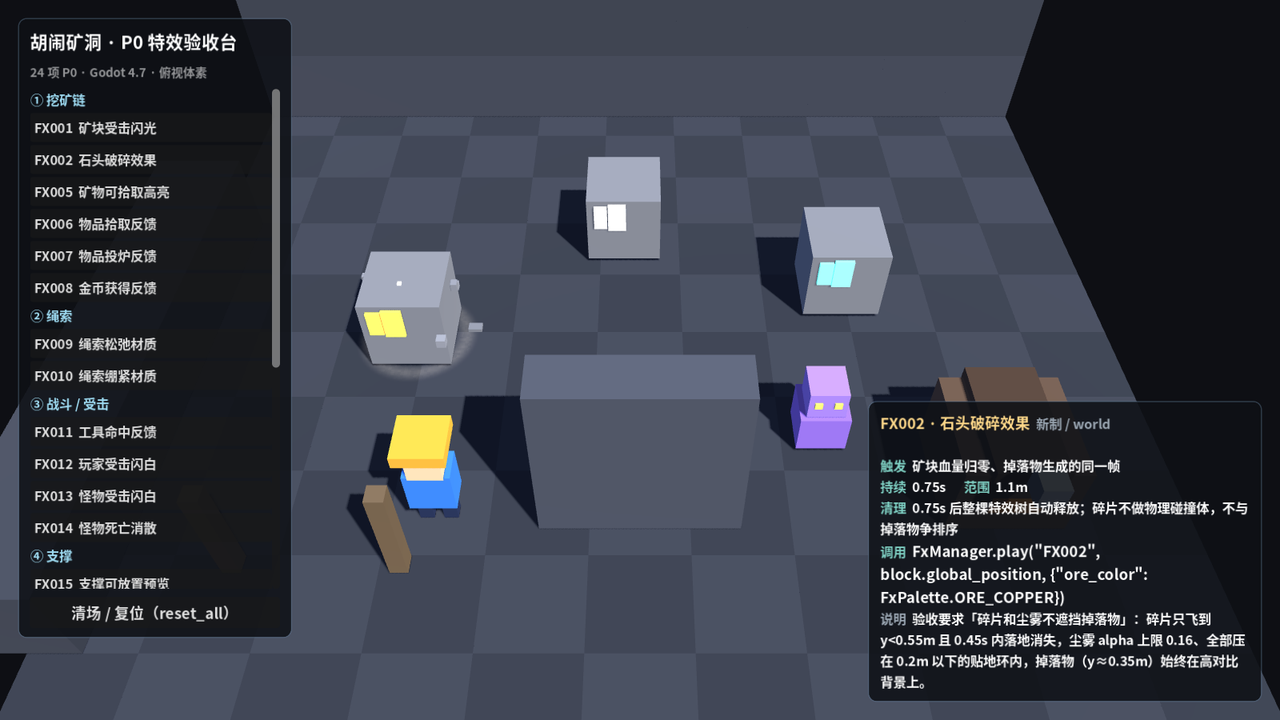 胡闹矿洞 · P0 特效验收台
24 项 P0 · Godot 4.7 · 俯视体素
① 挖矿链
FX001 矿块受击闪光
FX002 石头破碎效果
FX005 矿物可拾取高亮
FX006 物品拾取反馈
FX007 物品投炉反馈
FX008 金币获得反馈
② 绳索
FX009 绳索松弛材质
FX010 绳索绷紧材质
③ 战斗 / 受击
FX011 工具命中反馈
FX012 玩家受击闪白
FX013 怪物受击闪白
FX014 怪物死亡消散
④ 支撑
FX015 支撑可放置预览
清场 / 复位（reset_all）
FX002 · 石头破碎效果 新制 / world
触发 矿块血量归零、掉落物生成的同一帧
持续 0.75s 范围 1.1m
清理 0.75s 后整棵特效树自动释放；碎片不做物理碰撞体，不与
掉落物争排序
调用 FxManager.play("FX002",
block.global_position, {"ore_color":
FxPalette.ORE_COPPER})
说明 验收要求「碎片和尘雾不遮挡掉落物」：碎片只飞到
y<0.55m 且 0.45s 内落地消失，尘雾 alpha 上限 0.16、全部压
在 0.2m 以下的贴地环内，掉落物（y≈0.35m）始终在高对比
背景上。